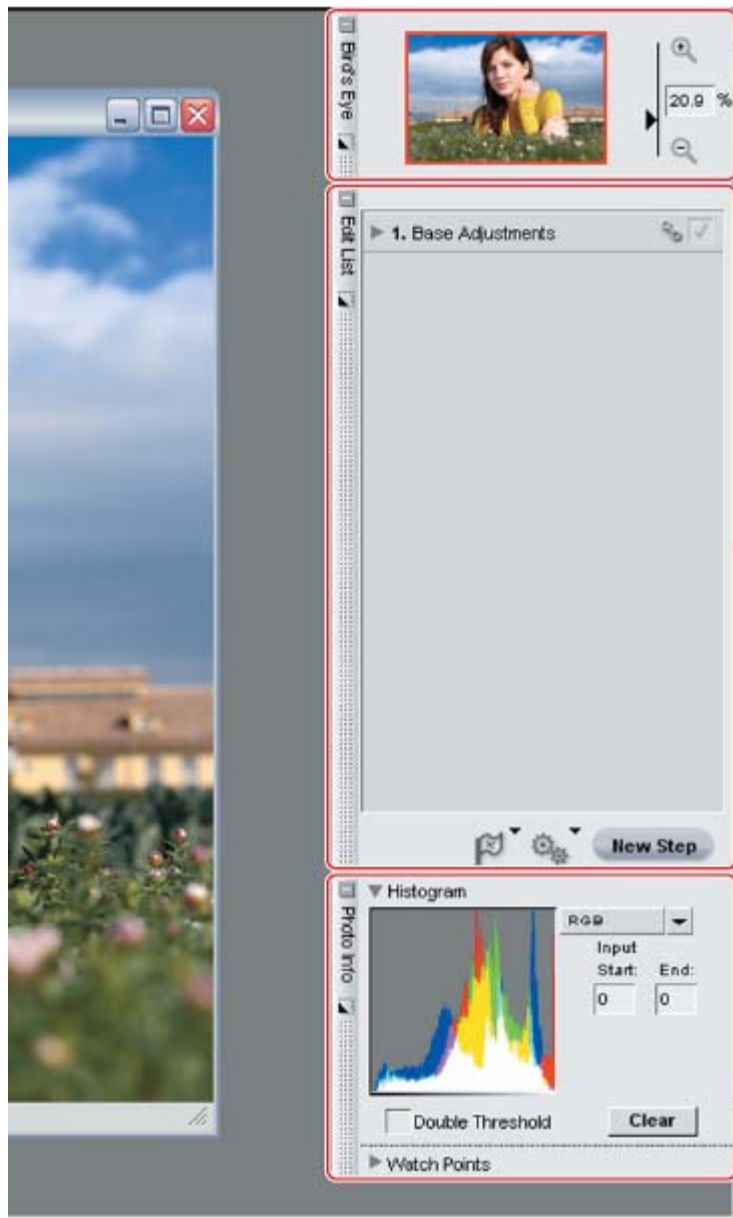 Bird's Eye
20.9 %
Edit List
1. Base Adjustments
New Step
Photo Info
Histogram
RGB
Input
Start: End:
0 0
Double Threshold
Clear
Watch Points